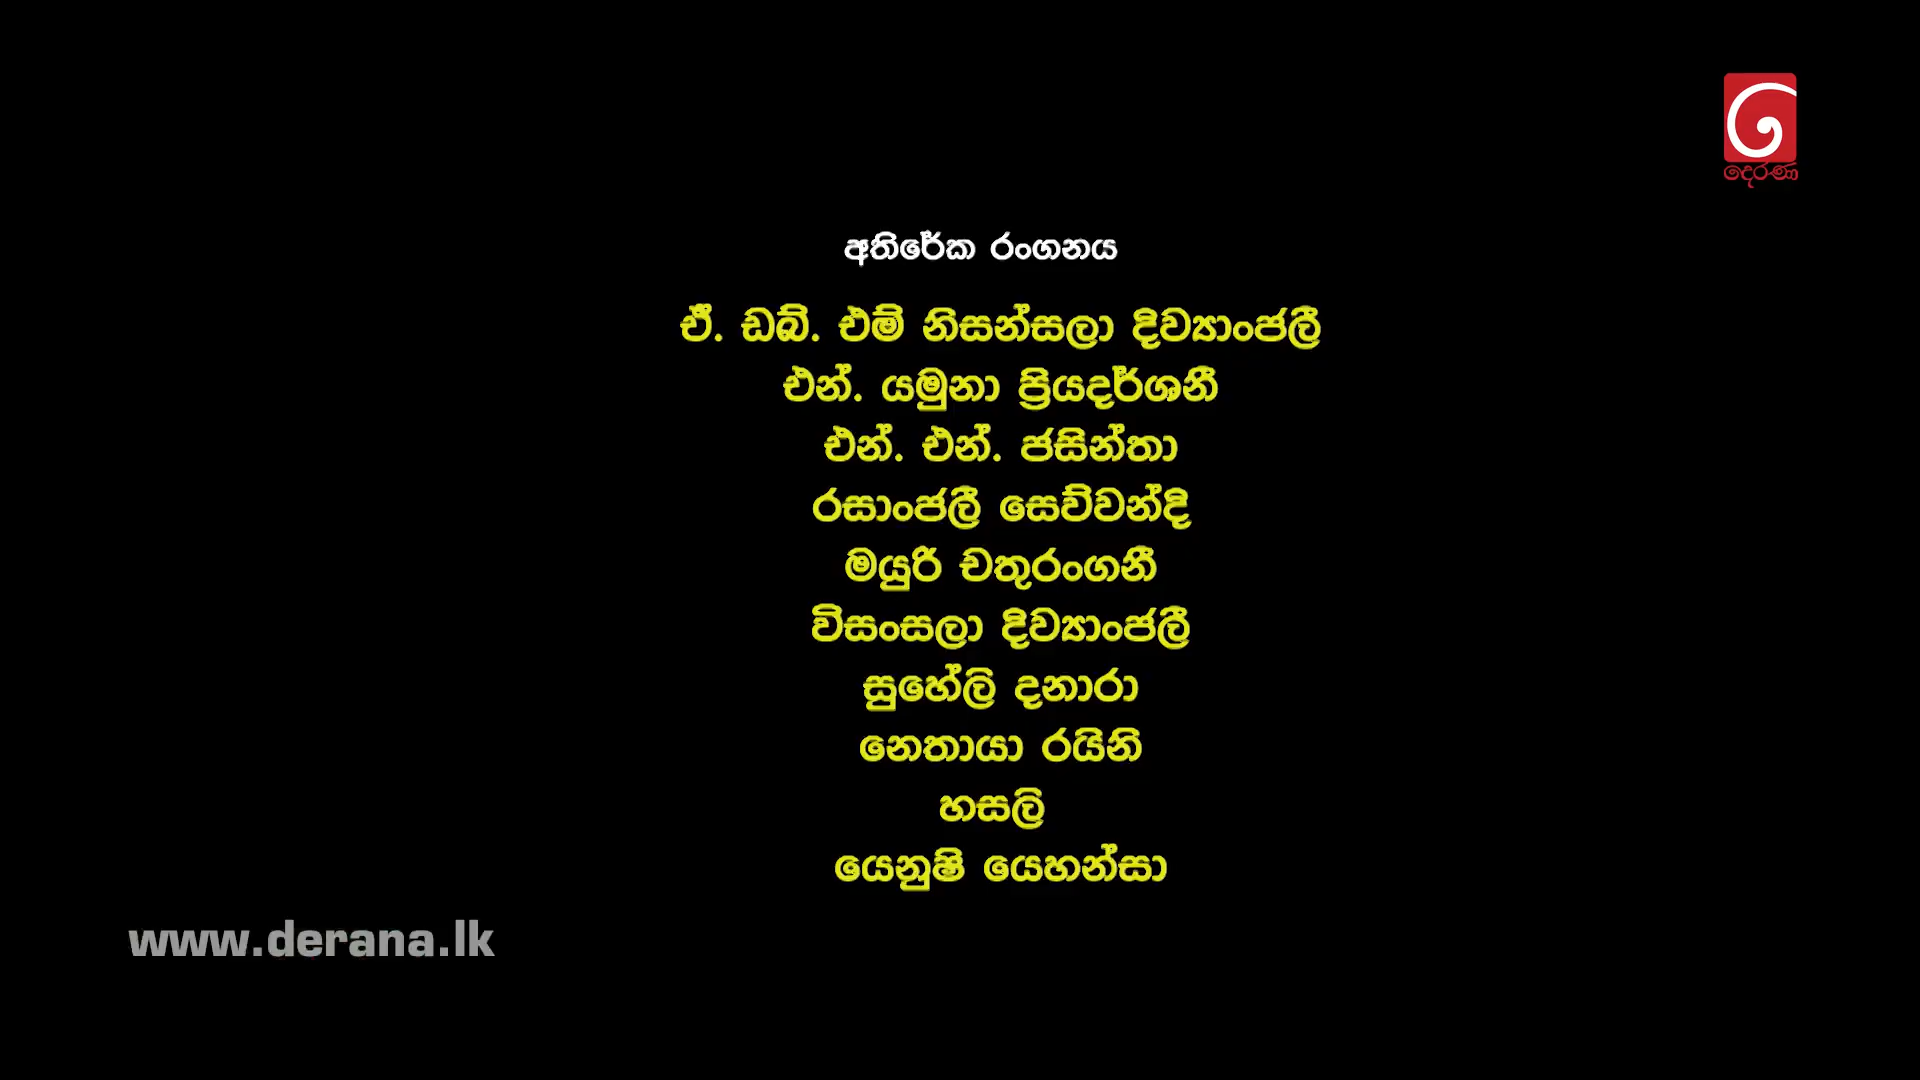 දෙරණ
අතිරේක රංගනය
ඒ. ඩබ්. එම් නිසන්සලා දිව්‍යාංජලී
එන්. යමුනා ප්‍රියදර්ශනී
එන්. එන්. ජසින්තා
රසාංජලී සෙව්වන්දි
මයුරි චතුරංගනී
විසංසලා දිව්‍යාංජලී
සුහේලි දනාරා
නෙතායා රයිනි
හසලි
යෙනුෂි යෙහන්සා
www.derana.lk